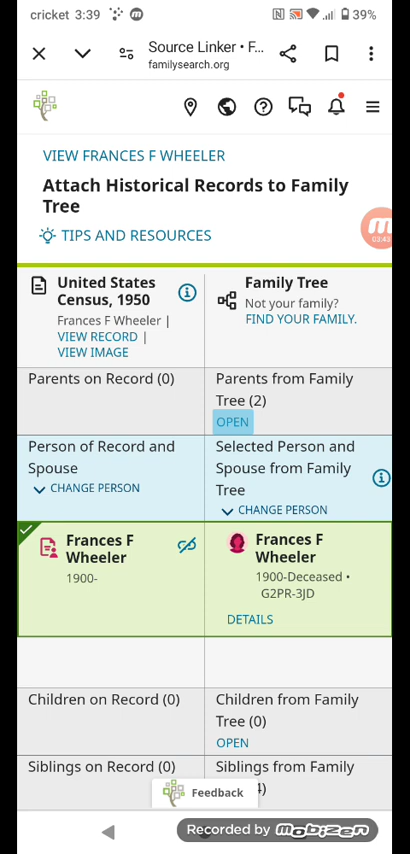 cricket 3:39
39%
Source Linker • F...
familysearch.org
VIEW FRANCES F WHEELER
Attach Historical Records to Family
Tree
TIPS AND RESOURCES
03:43
United States
Census, 1950
Frances F Wheeler |
VIEW RECORD |
VIEW IMAGE
Family Tree
Not your family?
FIND YOUR FAMILY.
Parents on Record (0)
Parents from Family
Tree (2)
OPEN
Person of Record and
Spouse
CHANGE PERSON
Selected Person and
Spouse from Family
Tree
CHANGE PERSON
Frances F
Wheeler
1900-
Frances F
Wheeler
1900-Deceased •
G2PR-3JD
DETAILS
Children on Record (0)
Children from Family
Tree (0)
OPEN
Siblings on Record (0)
Siblings from Family
4)
Feedback
Recorded by mobizen